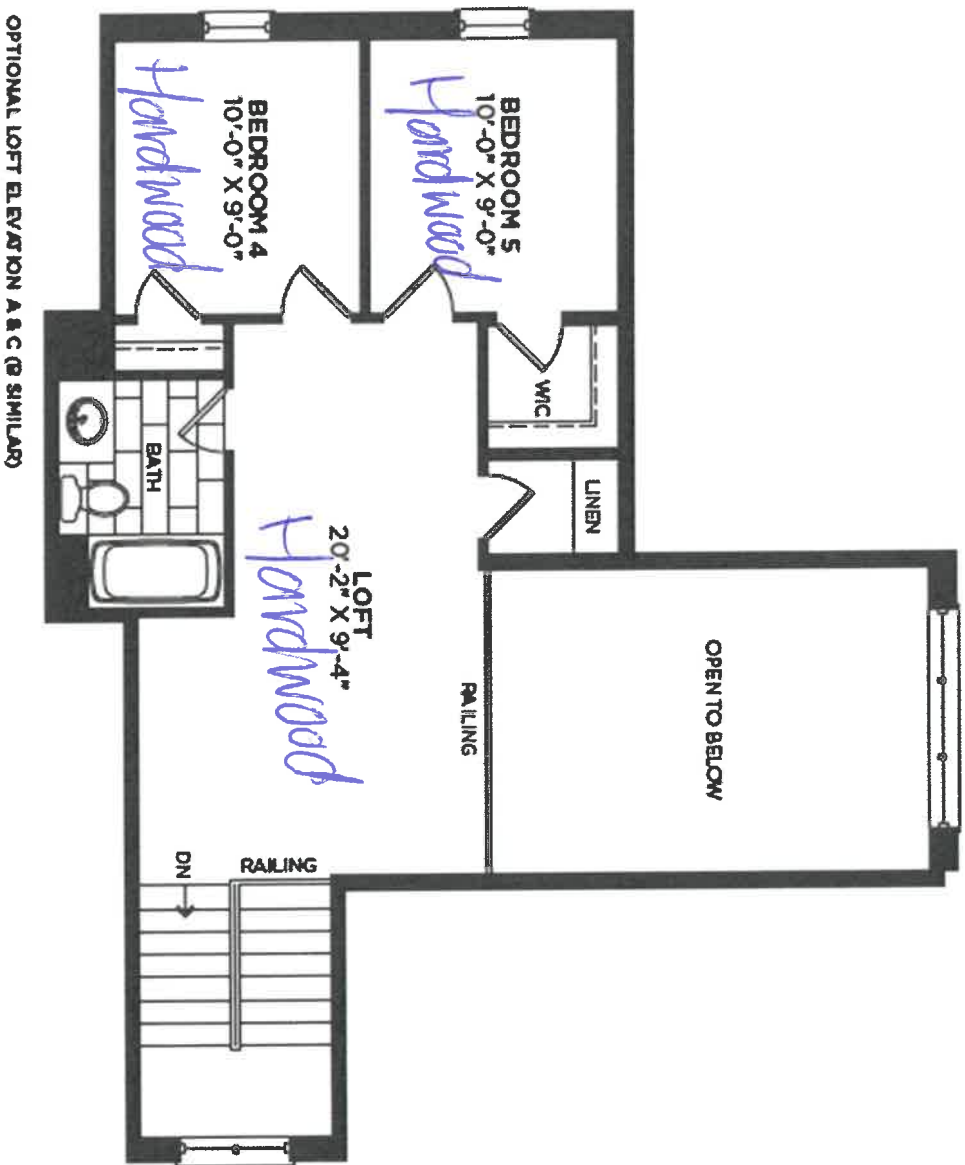 BEDROOM 5
10'-0" X 9'-0"
Hardwood
WIC
LINEN
OPEN TO BELOW
BEDROOM 4
10'-0" X 9'-0"
Hardwood
BATH
LOFT
20'-2" X 9'-4"
Hardwood
RAILING
RAILING
DN
OPTIONAL LOFT ELEVATION A & C (B SIMILAR)